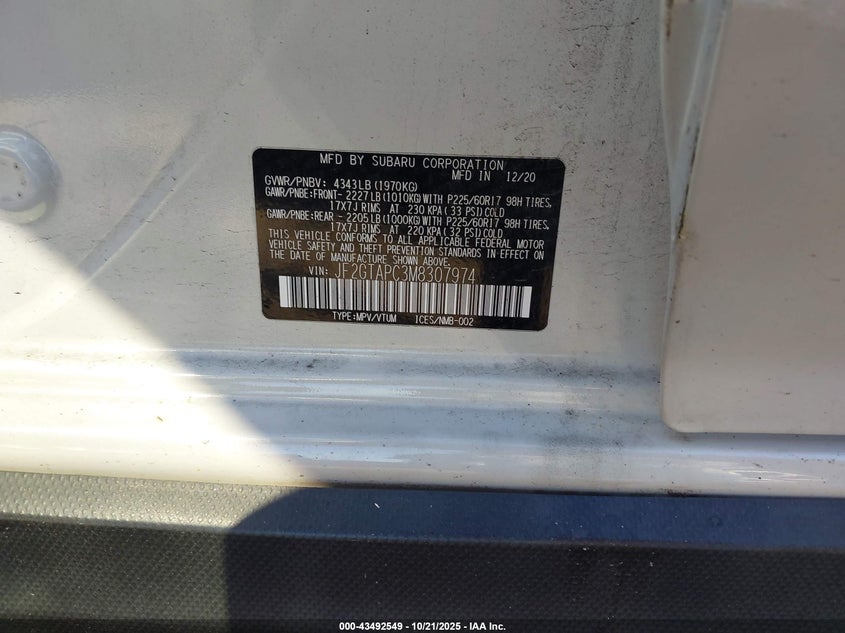 MFD BY SUBARU CORPORATION
MFD IN 12/20
GVWR/PNBV: 4343LB(1970KG)
GAWR/PNBE:FRONT- 2227LB(1010KG)WITH P225/60R17 98H TIRES,
17X7J RIMS AT 230 KPA(33 PSI)COLD
GAWR/PNBE:REAR - 2205LB(1000KG)WITH P225/60R17 98H TIRES,
17X7J RIMS AT 220 KPA(32 PSI)COLD
THIS VEHICLE CONFORMS TO ALL APPLICABLE FEDERAL MOTOR
VEHICLE SAFETY AND THEFT PREVENTION STANDARDS IN EFFECT ON
THE DATE OF MANUFACTURE SHOWN ABOVE.
VIN: JF2GTAPC3M8307974
TYPE:MPV/VTUM ICES/NMB-002
000-43492549 - 10/21/2025 - IAA Inc.